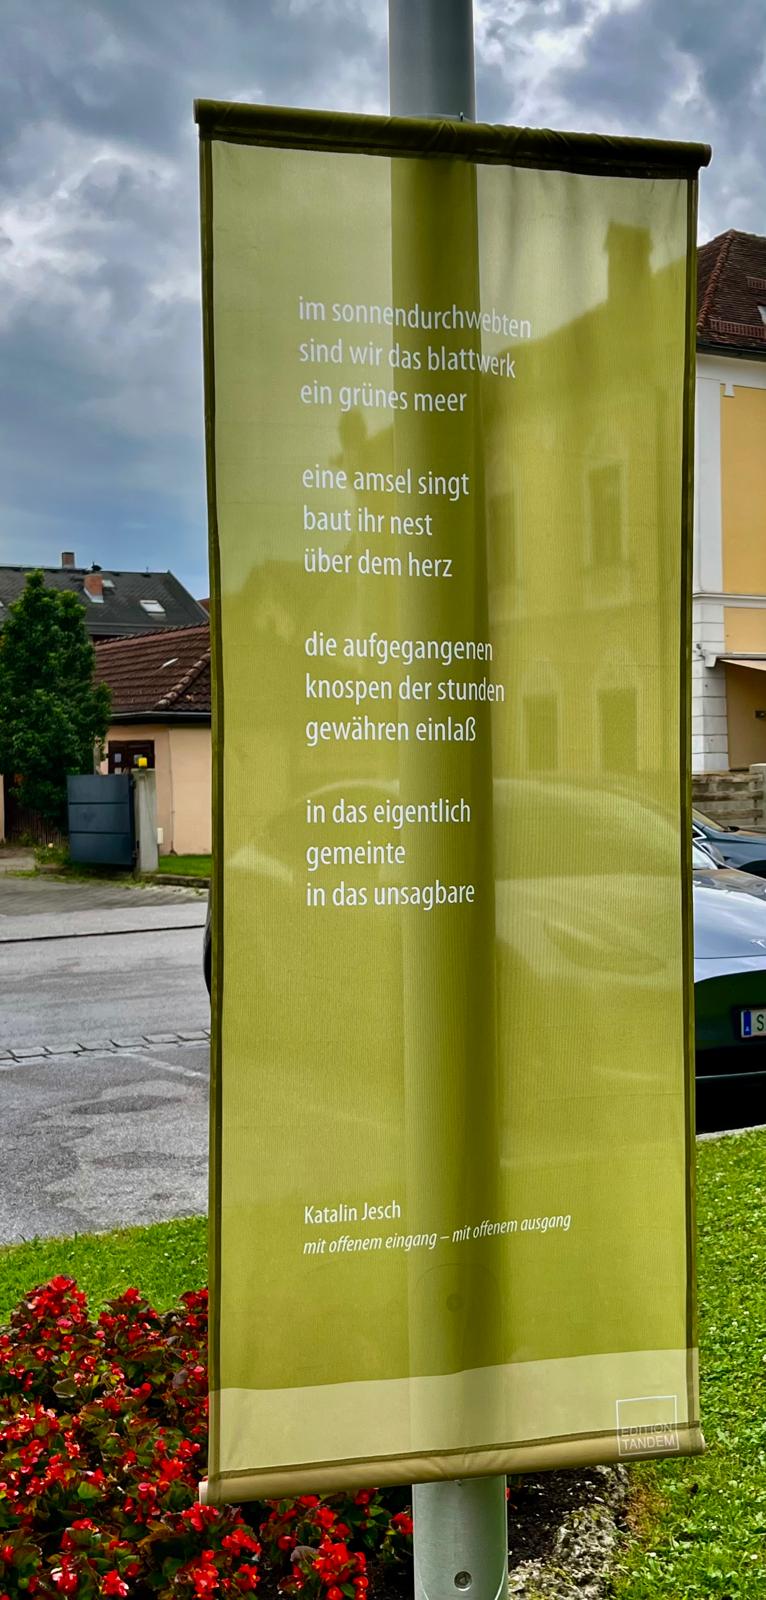 im sonnendurchwebten
sind wir das blattwerk
ein grünes meer
eine amsel singt
baut ihr nest
über dem herz
die aufgegangenen
knospen der stunden
gewähren einlaß
in das eigentlich
gemeinte
in das unsagbare
Katalin Jesch
mit offenem eingang – mit offenem ausgang
EDITION
TANDEM
S